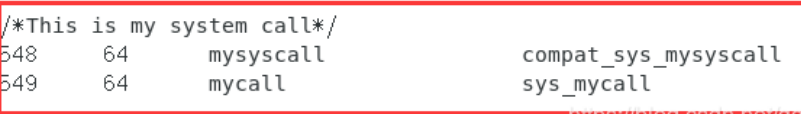 /*This is my system call*/
548 64 mysyscall compat_sys_mysyscall
549 64 mycall sys_mycall